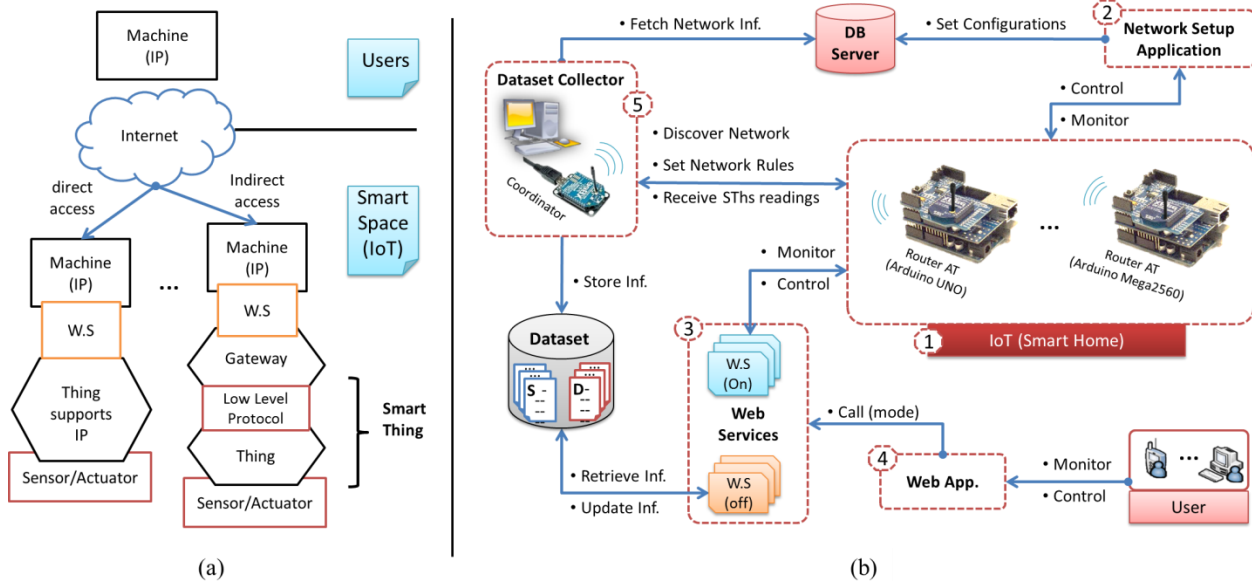 Machine
(IP)
Users
Internet
direct
access
Indirect
access
Smart
Space
(IoT)
Machine
(IP)
...
Machine
(IP)
W.S
W.S
Gateway
Thing
supports
IP
Low Level
Protocol
Smart
Thing
Thing
Sensor/Actuator
Sensor/Actuator
(a)
• Fetch Network Inf.
DB
Server
• Set Configurations
2
Network Setup
Application
Dataset Collector
5
Coordinator
• Control
• Monitor
• Discover Network
• Set Network Rules
• Receive SThs readings
Router AT
(Arduino UNO)
...
Router AT
(Arduino Mega2560)
1
IoT (Smart Home)
• Monitor
• Control
• Store Inf.
Dataset
S
D
3
W.S
(On)
Web
Services
W.S
(off)
• Call (mode)
• Retrieve Inf.
• Update Inf.
4
Web App.
• Monitor
• Control
...
User
(b)